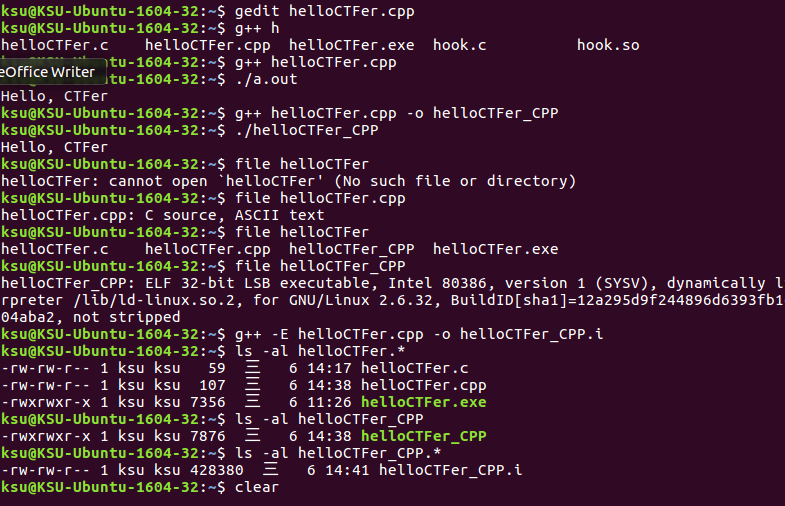 ksu@KSU-Ubuntu-1604-32:~$ gedit helloCTFer.cpp
ksu@KSU-Ubuntu-1604-32:~$ g++ h
helloCTFer.c    helloCTFer.cpp  helloCTFer.exe  hook.c          hook.so
ksu@KSU-Ubuntu-1604-32:~$ g++ helloCTFer.cpp
eOffice Writer
$ ./a.out
Hello, CTFer
ksu@KSU-Ubuntu-1604-32:~$ g++ helloCTFer.cpp -o helloCTFer_CPP
ksu@KSU-Ubuntu-1604-32:~$ ./helloCTFer_CPP
Hello, CTFer
ksu@KSU-Ubuntu-1604-32:~$ file helloCTFer
helloCTFer: cannot open `helloCTFer' (No such file or directory)
ksu@KSU-Ubuntu-1604-32:~$ file helloCTFer.cpp
helloCTFer.cpp: C source, ASCII text
ksu@KSU-Ubuntu-1604-32:~$ file helloCTFer
helloCTFer.c    helloCTFer.cpp  helloCTFer_CPP  helloCTFer.exe
ksu@KSU-Ubuntu-1604-32:~$ file helloCTFer_CPP
helloCTFer_CPP: ELF 32-bit LSB executable, Intel 80386, version 1 (SYSV), dynamically l
rpreter /lib/ld-linux.so.2, for GNU/Linux 2.6.32, BuildID[sha1]=12a295d9f244896d6393fb1
04aba2, not stripped
ksu@KSU-Ubuntu-1604-32:~$ g++ -E helloCTFer.cpp -o helloCTFer_CPP.i
ksu@KSU-Ubuntu-1604-32:~$ ls -al helloCTFer.*
-rw-rw-r-- 1 ksu ksu   59  三   6 14:17 helloCTFer.c
-rw-rw-r-- 1 ksu ksu  107  三   6 14:38 helloCTFer.cpp
-rwxrwxr-x 1 ksu ksu 7356  三   6 11:26 helloCTFer.exe
ksu@KSU-Ubuntu-1604-32:~$ ls -al helloCTFer_CPP
-rwxrwxr-x 1 ksu ksu 7876  三   6 14:38 helloCTFer_CPP
ksu@KSU-Ubuntu-1604-32:~$ ls -al helloCTFer_CPP.*
-rw-rw-r-- 1 ksu ksu 428380  三   6 14:41 helloCTFer_CPP.i
ksu@KSU-Ubuntu-1604-32:~$ clear